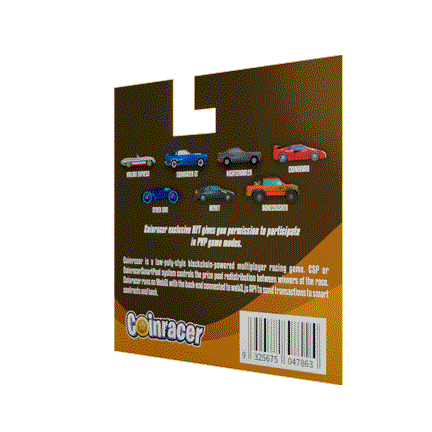 NIGHTCRAWLER
Coinracer exclusive NFT gives you permission to participate
in PVP game modes.
Coinracer is a low-poly-style blockchain-powered multiplayer racing game. CSP or
CoinracerSmartPool system controls the prize pool redistribution between winners of the race.
Coinracer runs on WebGL with the back-end connected to web3.js API to send transactions to smart
contracts and back.
Coinracer
9 325675 047863